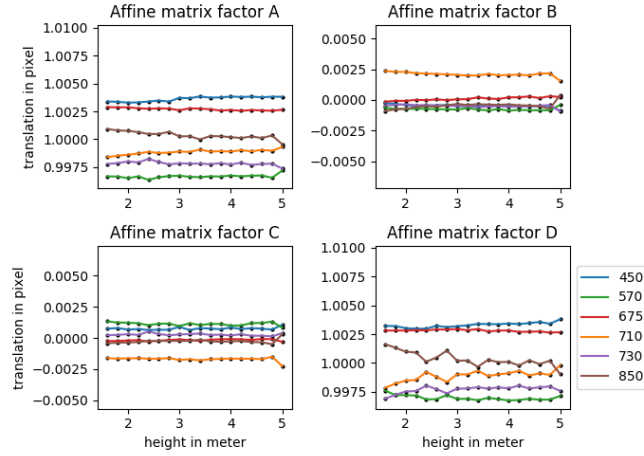 Affine matrix factor A
Affine matrix factor B
1.0100
1.0075
1.0050
1.0025
1.0000
0.9975
translation in pixel
2 3 4 5
0.0050
0.0025
0.0000
−0.0025
−0.0050
2 3 4 5
Affine matrix factor C
Affine matrix factor D
0.0050
0.0025
0.0000
−0.0025
−0.0050
translation in pixel
2 3 4 5
height in meter
1.0100
1.0075
1.0050
1.0025
1.0000
0.9975
2 3 4 5
height in meter
450
570
675
710
730
850